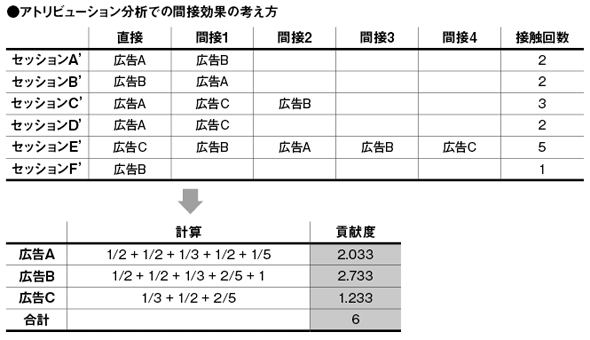 ●アトリビューション分析での間接効果の考え方
直接 間接1 間接2 間接3 間接4 接触回数
セッションA’ 広告A 広告B 2
セッションB’ 広告B 広告A 2
セッションC’ 広告A 広告C 広告B 3
セッションD’ 広告A 広告C 2
セッションE’ 広告C 広告B 広告A 広告B 広告C 5
セッションF’ 広告B 1
計算 貢献度
広告A 1/2 + 1/2 + 1/3 + 1/2 + 1/5 2.033
広告B 1/2 + 1/2 + 1/3 + 2/5 + 1 2.733
広告C 1/3 + 1/2 + 2/5 1.233
合計 6